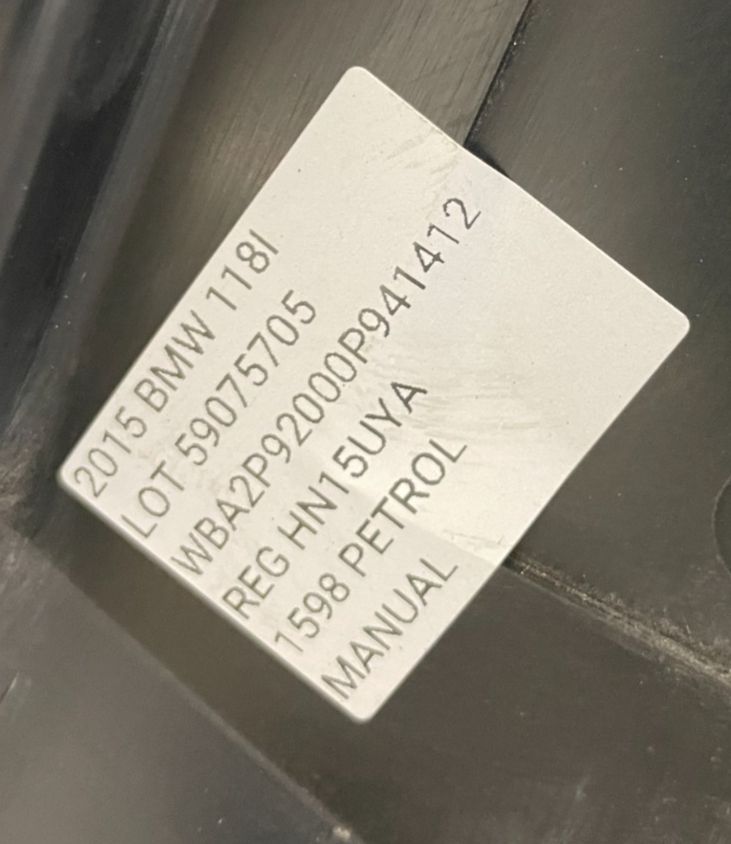 2015 BMW 118I
LOT 59075705
WBA2P92000P941412
REG HN15UYA
1598 PETROL
MANUAL